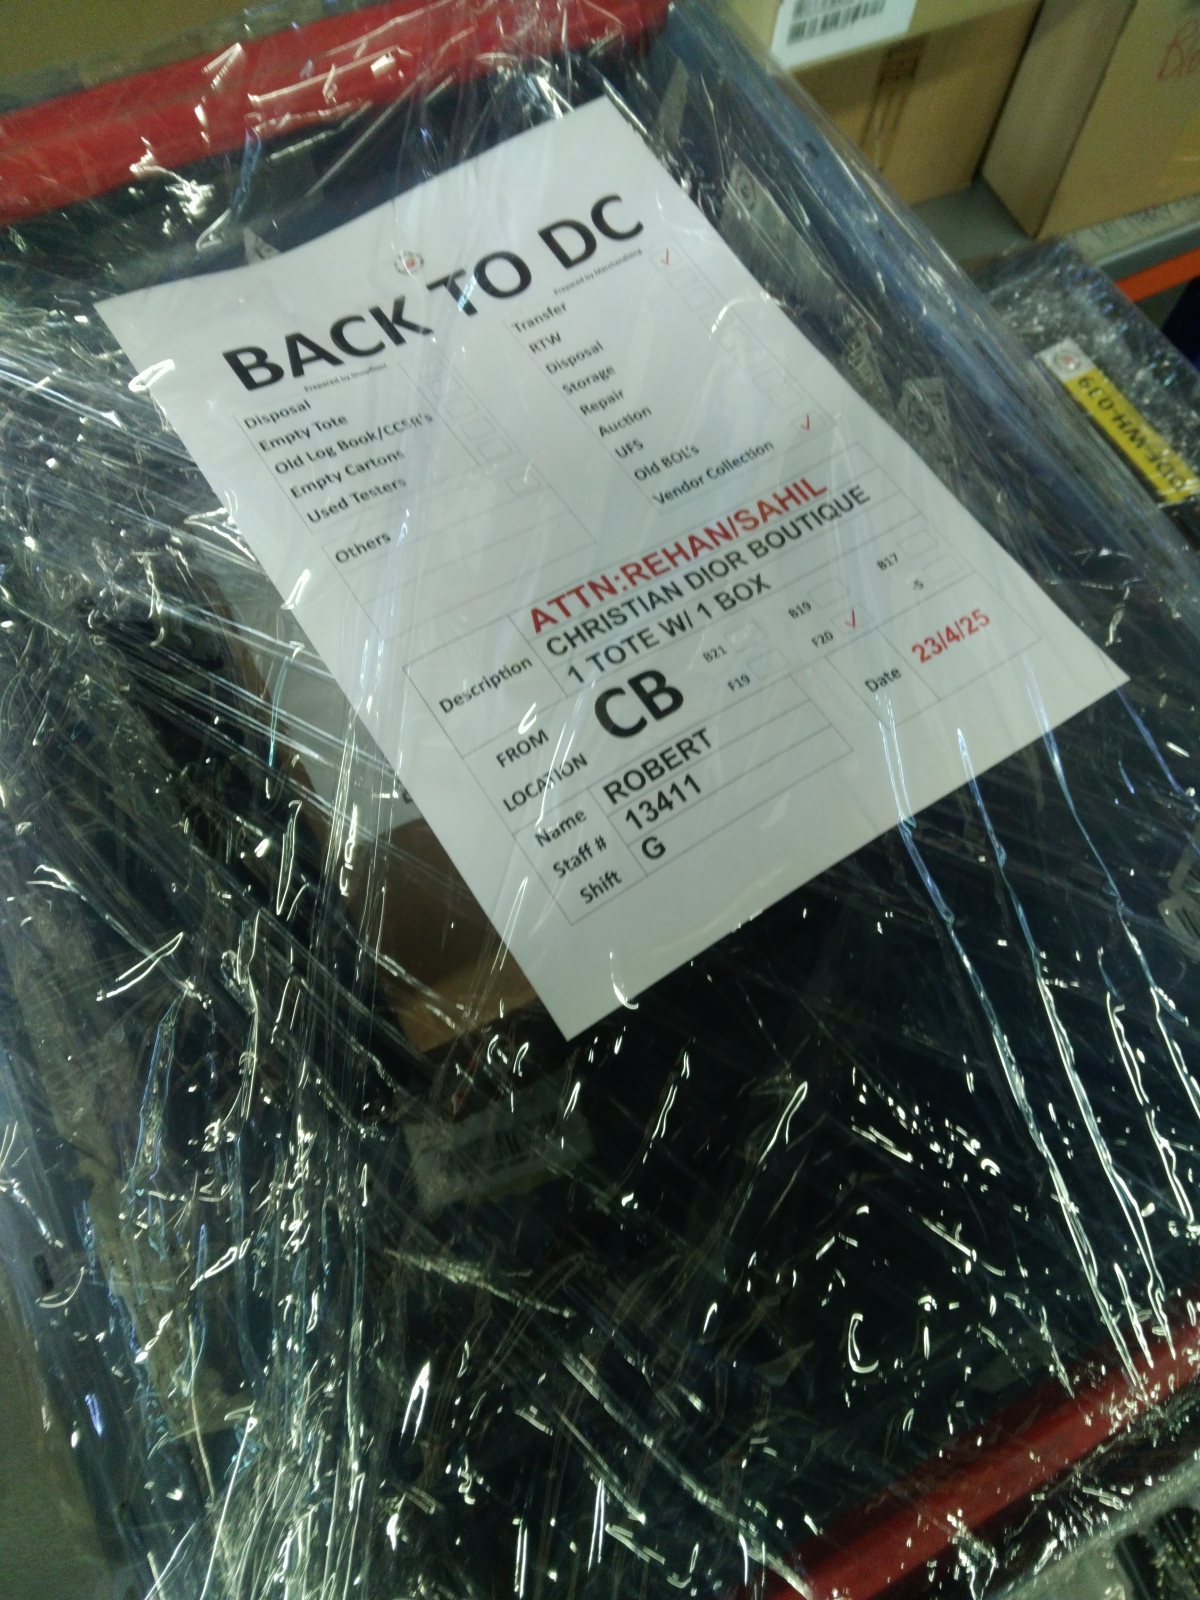 BACK TO DC
Prepared by Shopfloor
Prepared by Merchandising
Disposal
Empty Tote
Old Log Book/CCSR's
Empty Cartons
Used Testers
Others
Transfer
RTW
Disposal
Storage
Repair
Auction
UFS
Old BOL's
Vendor Collection
ATTN:REHAN/SAHIL
Description CHRISTIAN DIOR BOUTIQUE
1 TOTE W/ 1 BOX
FROM
LOCATION
CB
B21 B19 B17
F19 F20 -5
Name ROBERT
Staff # 13411
Shift G
Date 23/4/25